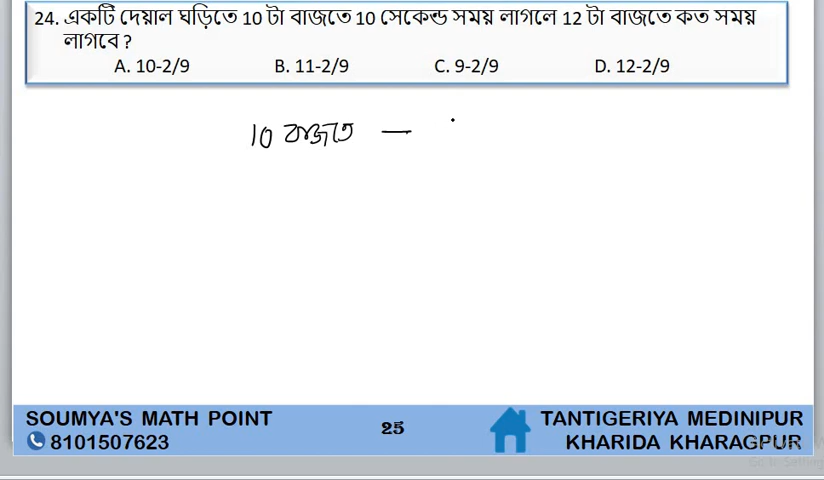 24. একটি দেয়াল ঘড়িতে 10 টা বাজতে 10 সেকেন্ড সময় লাগলে 12 টা বাজতে কত সময়
লাগবে ?
A. 10-2/9 B. 11-2/9 C. 9-2/9 D. 12-2/9
10 বাজতে —
SOUMYA'S MATH POINT
8101507623
25
TANTIGERIYA MEDINIPUR
KHARIDA KHARAGPUR